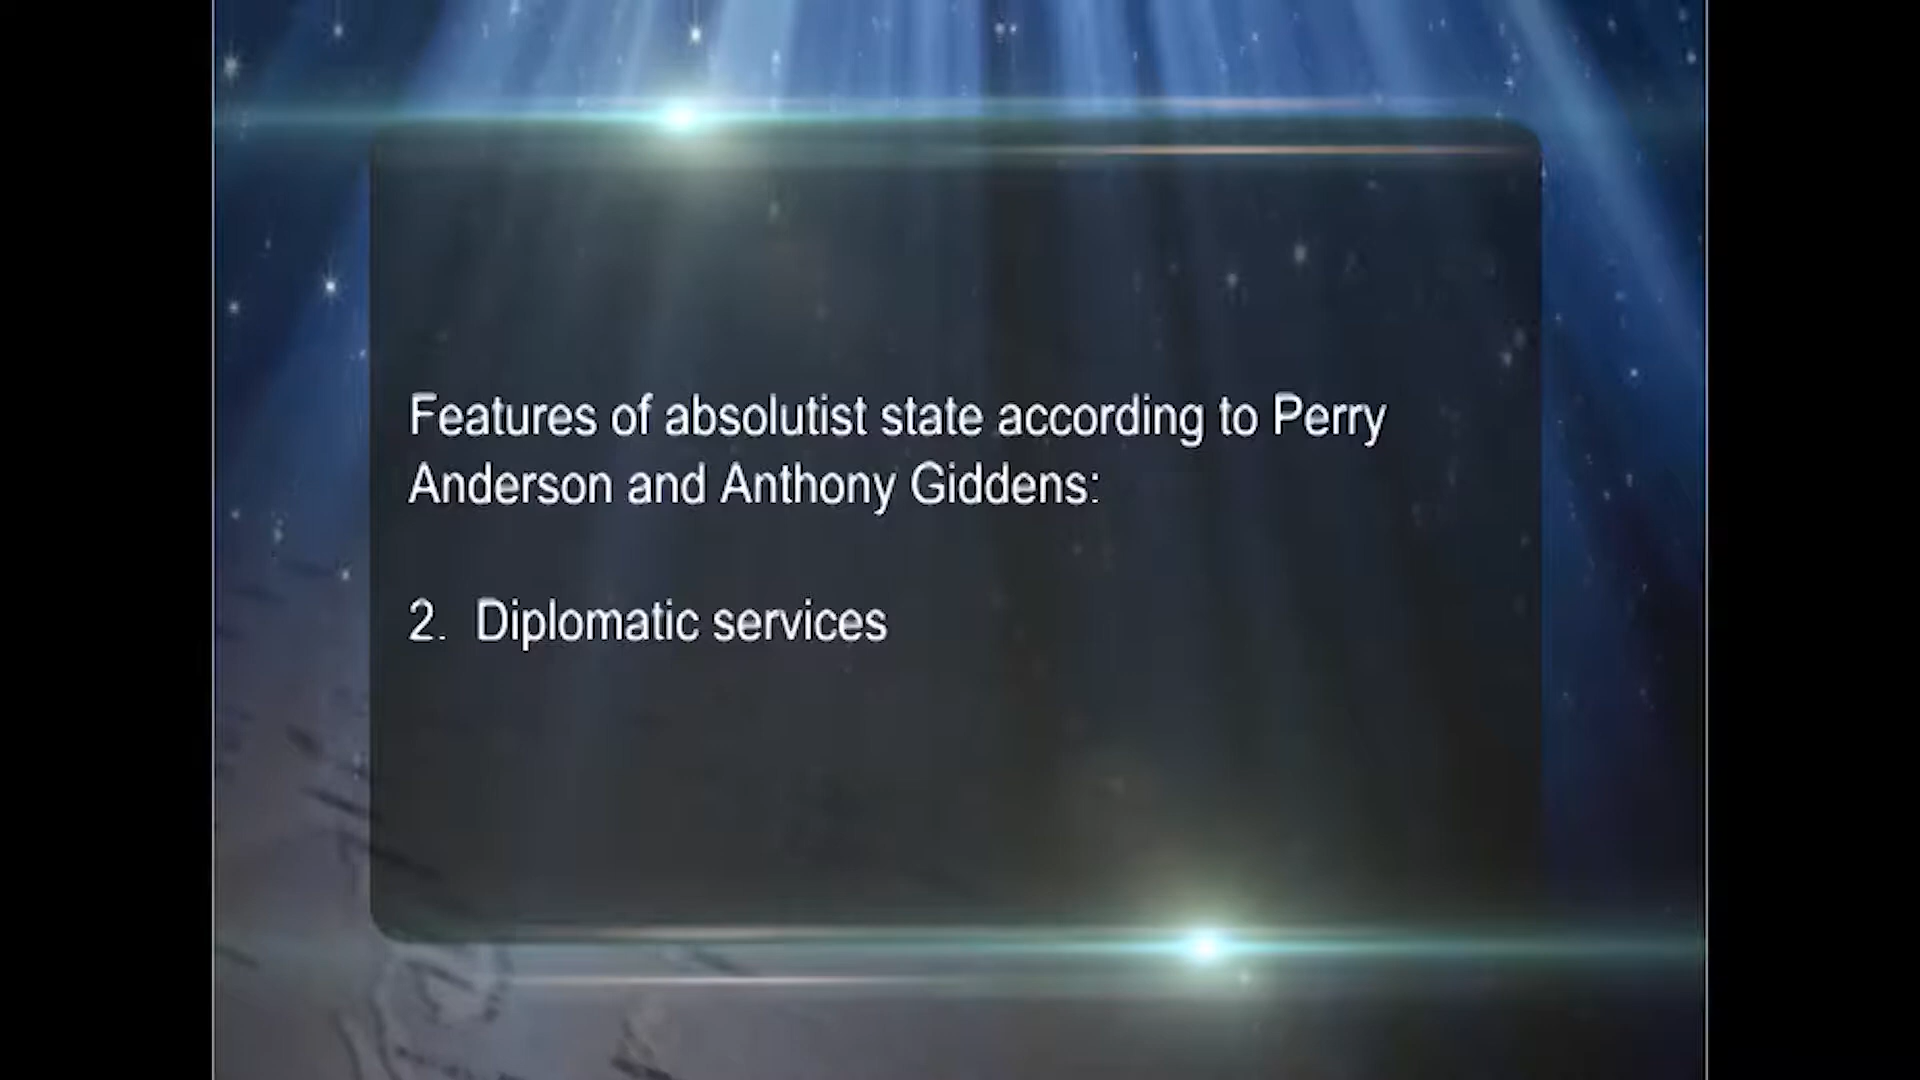 Features of absolutist state according to Perry
Anderson and Anthony Giddens:
2. Diplomatic services